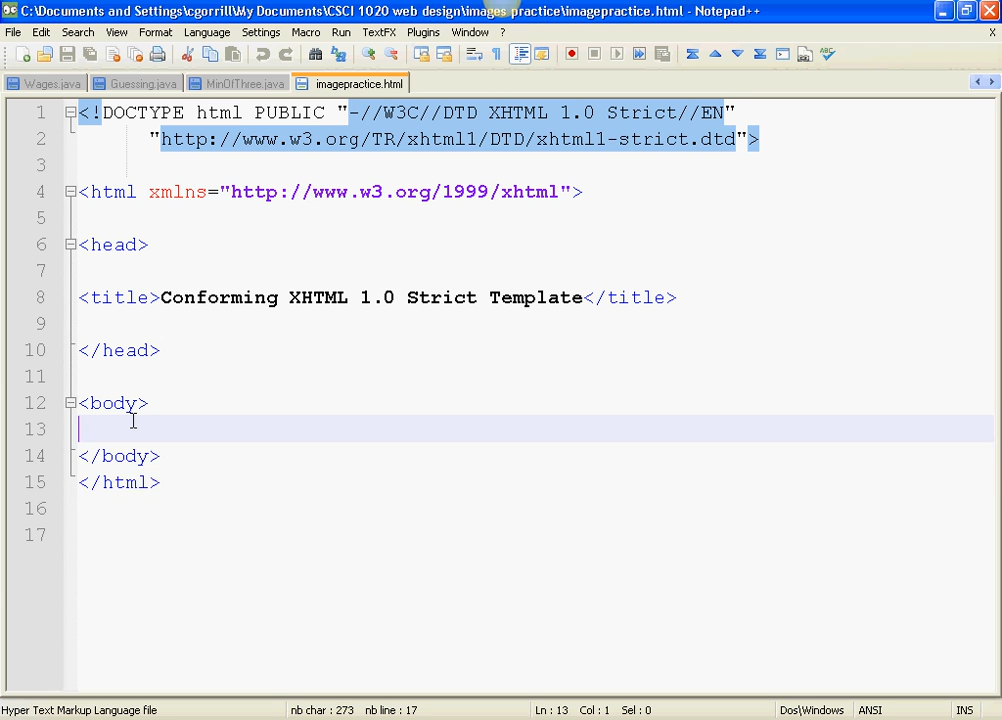 C:\Documents and Settings\cgorrill\My Documents\CSCI 1020 web design\images practice\imagepractice.html - Notepad++
File Edit Search View Format Language Settings Macro Run TextFX Plugins Window ? X
Wages.java Guessing.java MinOfThree.java imagepractice.html
1 <!DOCTYPE html PUBLIC "-//W3C//DTD XHTML 1.0 Strict//EN"
2 "http://www.w3.org/TR/xhtml1/DTD/xhtml1-strict.dtd">
3
4 <html xmlns="http://www.w3.org/1999/xhtml">
5
6 <head>
7
8 <title>Conforming XHTML 1.0 Strict Template</title>
9
10 </head>
11
12 <body>
13
14 </body>
15 </html>
16
17
Hyper Text Markup Language file nb char : 273 nb line : 17 Ln : 13 Col : 1 Sel : 0 Dos\Windows ANSI INS